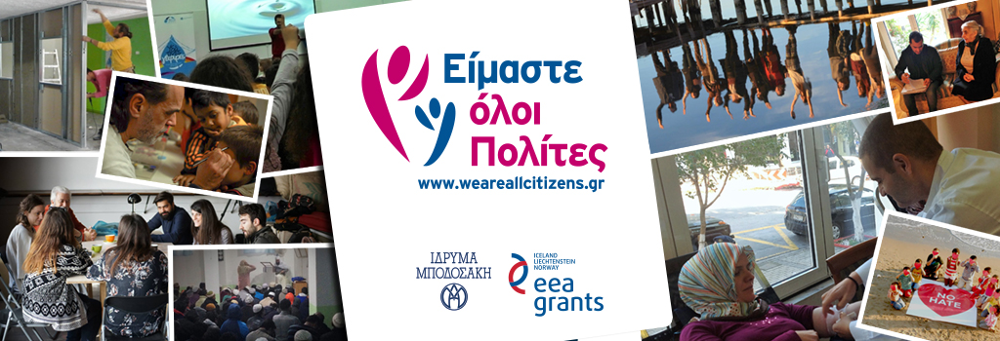 Είμαστε
όλοι
Πολίτες
www.weareallcitizens.gr
ΙΔΡΥΜΑ
ΜΠΟΔΟΣΑΚΗ
ICELAND
LIECHTENSTEIN
NORWAY
eea
grants
NO
HATE